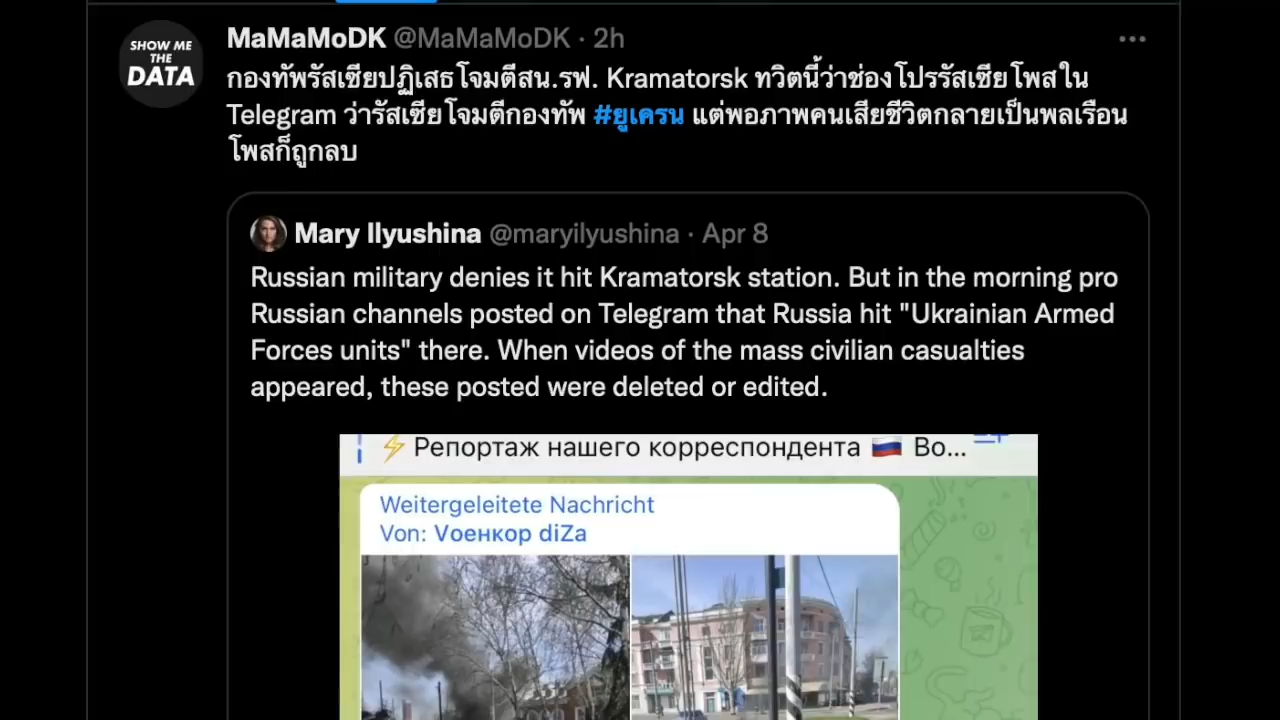 SHOW ME
THE
DATA
MaMaMoDK @MaMaMoDK · 2h
กองทัพรัสเซียปฏิเสธโจมตีสน.รฟ. Kramatorsk ทวิตนี้ว่าช่องโปรรัสเซียโพสใน
Telegram ว่ารัสเซียโจมตีกองทัพ #ยูเครน แต่พอภาพคนเสียชีวิตกลายเป็นพลเรือน
โพสก็ถูกลบ
Mary Ilyushina @maryilyushina · Apr 8
Russian military denies it hit Kramatorsk station. But in the morning pro
Russian channels posted on Telegram that Russia hit "Ukrainian Armed
Forces units" there. When videos of the mass civilian casualties
appeared, these posted were deleted or edited.
⚡ Репортаж нашего корреспондента 🇷🇺 Во...
Weitergeleitete Nachricht
Von: Vоенкор diZa